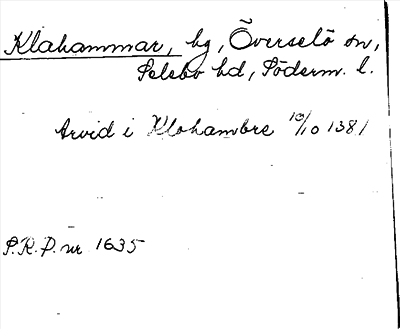 Klahammar, by, Överselö sn,
Selebo hd, Söderm. l.
Arvid i Klohambre 10/10 1381
S.R.P. nr 1635